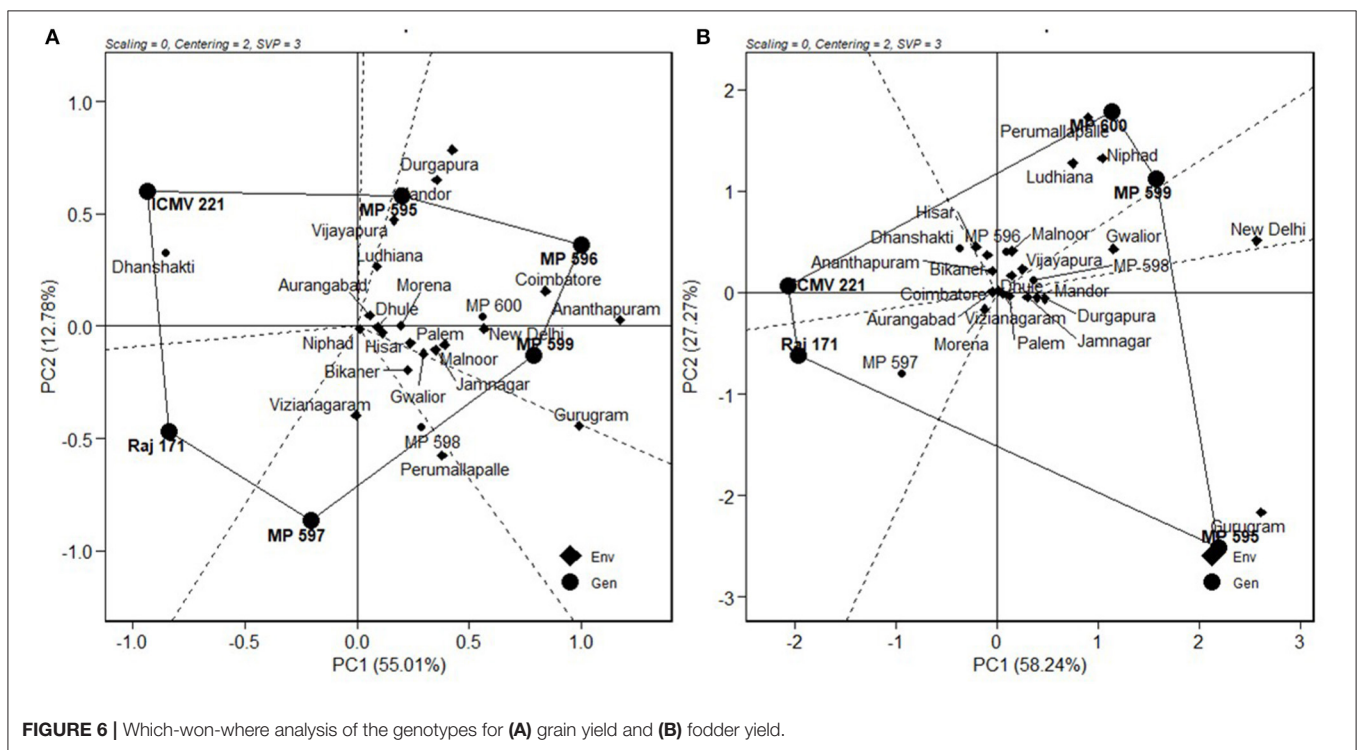 A
Scaling = 0, Centering = 2, SVP = 3
PC2 (12.78%)
1.0
0.5
0.0
-0.5
-1.0
Durgapura
Mandor
ICMV 221
MP 595
Vijayapura
MP 596
Dhanshakti
Ludhiana
Coimbatore
Aurangabad
Morena
Dhule
MP 600
Ananthapuram
Niphad
Hisar
Palem
New Delhi
MP 599
Malnoor
Bikaner
Jamnagar
Gwalior
Vizianagaram
Gurugram
Raj 171
MP 598
Perumallapalle
MP 597
Env
Gen
-1.0
-0.5
0.0
0.5
1.0
PC1 (55.01%)
B
Scaling = 0, Centering = 2, SVP = 3
PC2 (27.27%)
2
1
0
-1
-2
-3
Perumallapalle
MP 600
Niphad
Ludhiana
MP 599
Hisar
Dhanshakti
MP 596
Malnoor
Gwalior
New Delhi
Ananthapuram
Vijayapura
Bikaner
MP 598
ICMV 221
Coimbatore
Dhule
Mandor
Aurangabad
Vizianagaram
Durgapura
Raj 171
Morena
Palem
Jamnagar
MP 597
Gurugram
MP 595
Env
Gen
-2
-1
0
1
2
3
PC1 (58.24%)
FIGURE 6 | Which-won-where analysis of the genotypes for (A) grain yield and (B) fodder yield.